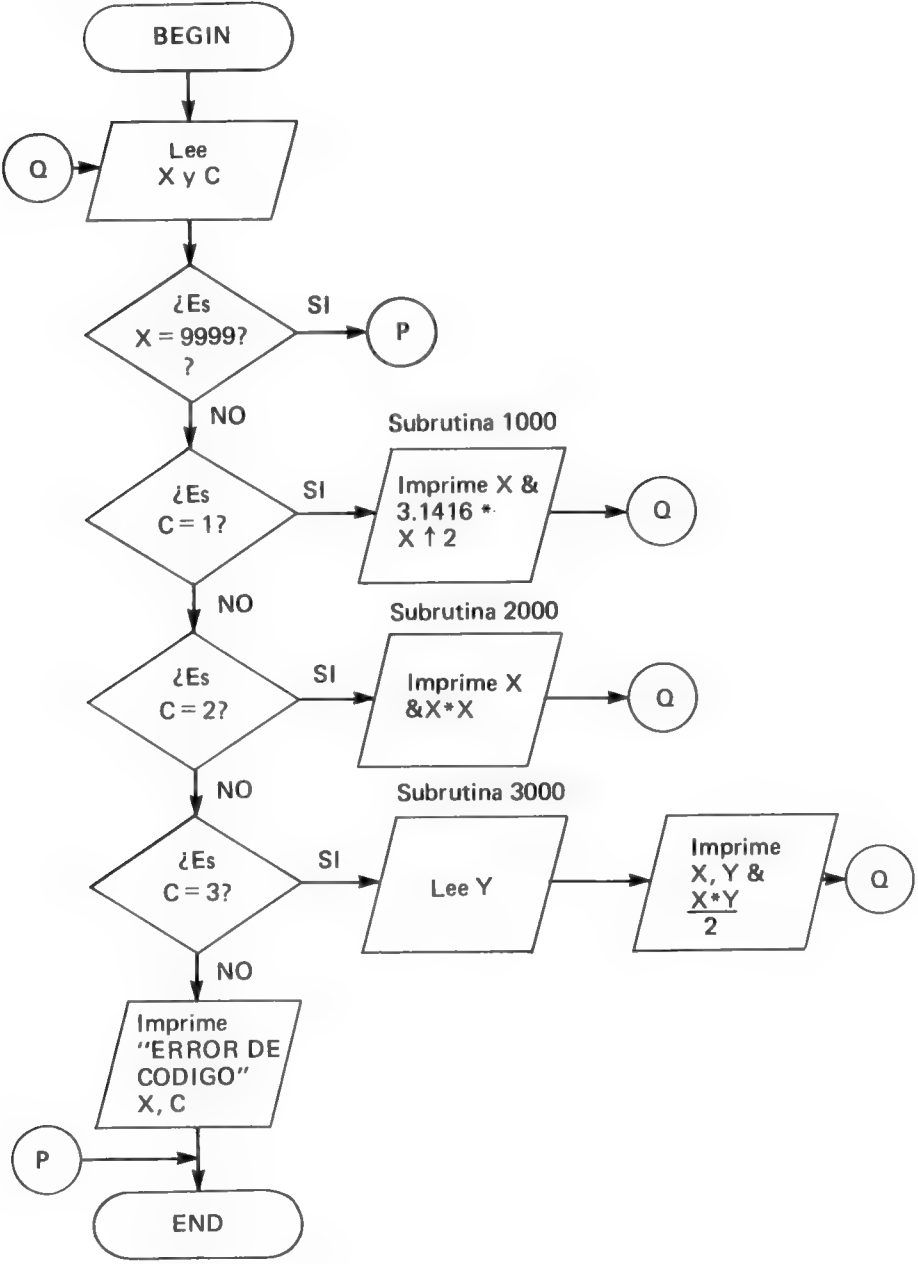 BEGIN
Q
Lee
X y C
¿Es
X = 9999?
?
SI
P
NO
Subrutina 1000
¿Es
C = 1?
SI
Imprime X &
3.1416 *
X ↑ 2
Q
NO
Subrutina 2000
¿Es
C = 2?
SI
Imprime X
&X*X
Q
NO
Subrutina 3000
¿Es
C = 3?
SI
Lee Y
Imprime
X, Y &
X*Y
2
Q
NO
Imprime
"ERROR DE
CODIGO"
X, C
P
END